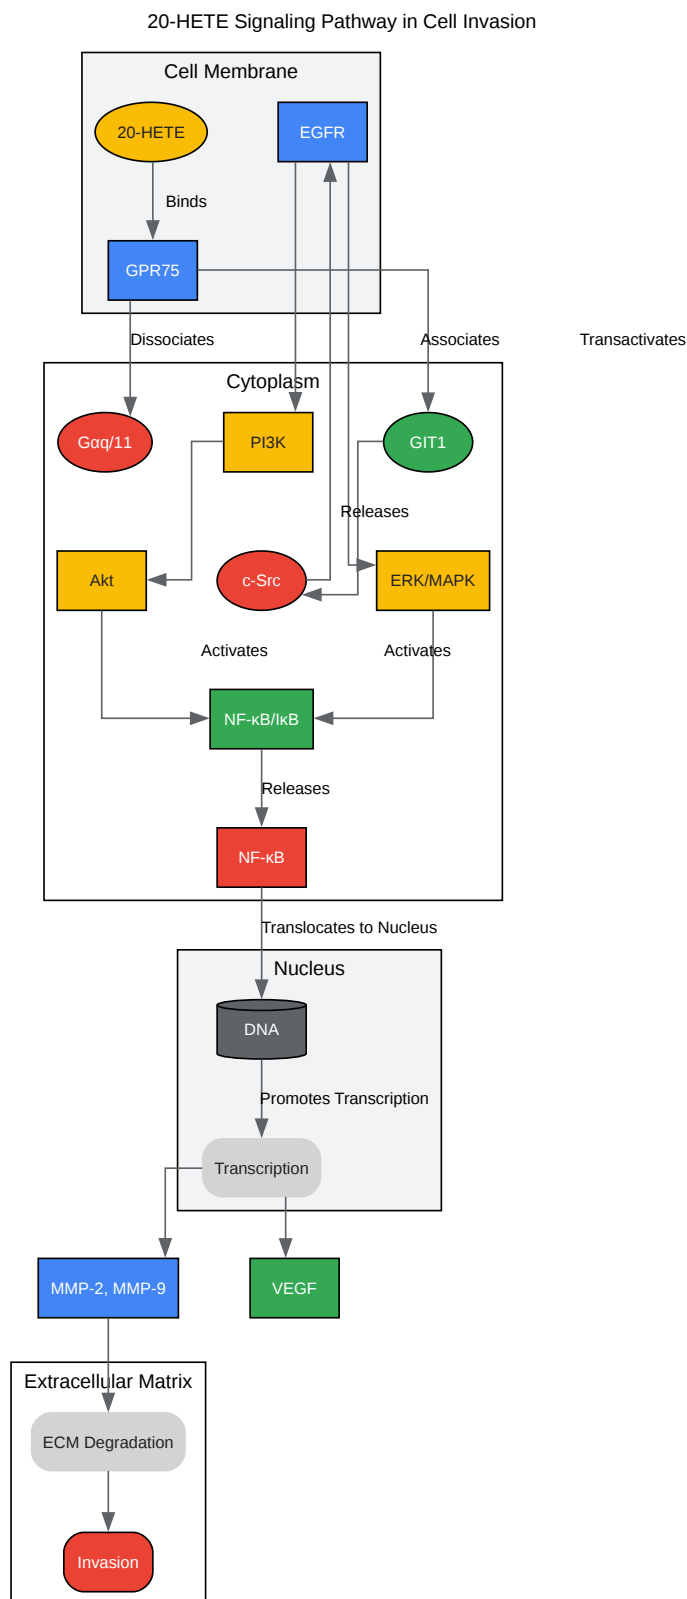 20-HETE Signaling Pathway in Cell Invasion
Cell Membrane
20-HETE
EGFR
Binds
GPR75
Dissociates
Associates
Transactivates
Cytoplasm
Gαq/11
PI3K
GIT1
Releases
Akt
c-Src
ERK/MAPK
Activates
Activates
NF-κB/IκB
Releases
NF-κB
Translocates to Nucleus
Nucleus
DNA
Promotes Transcription
Transcription
MMP-2, MMP-9
VEGF
Extracellular Matrix
ECM Degradation
Invasion